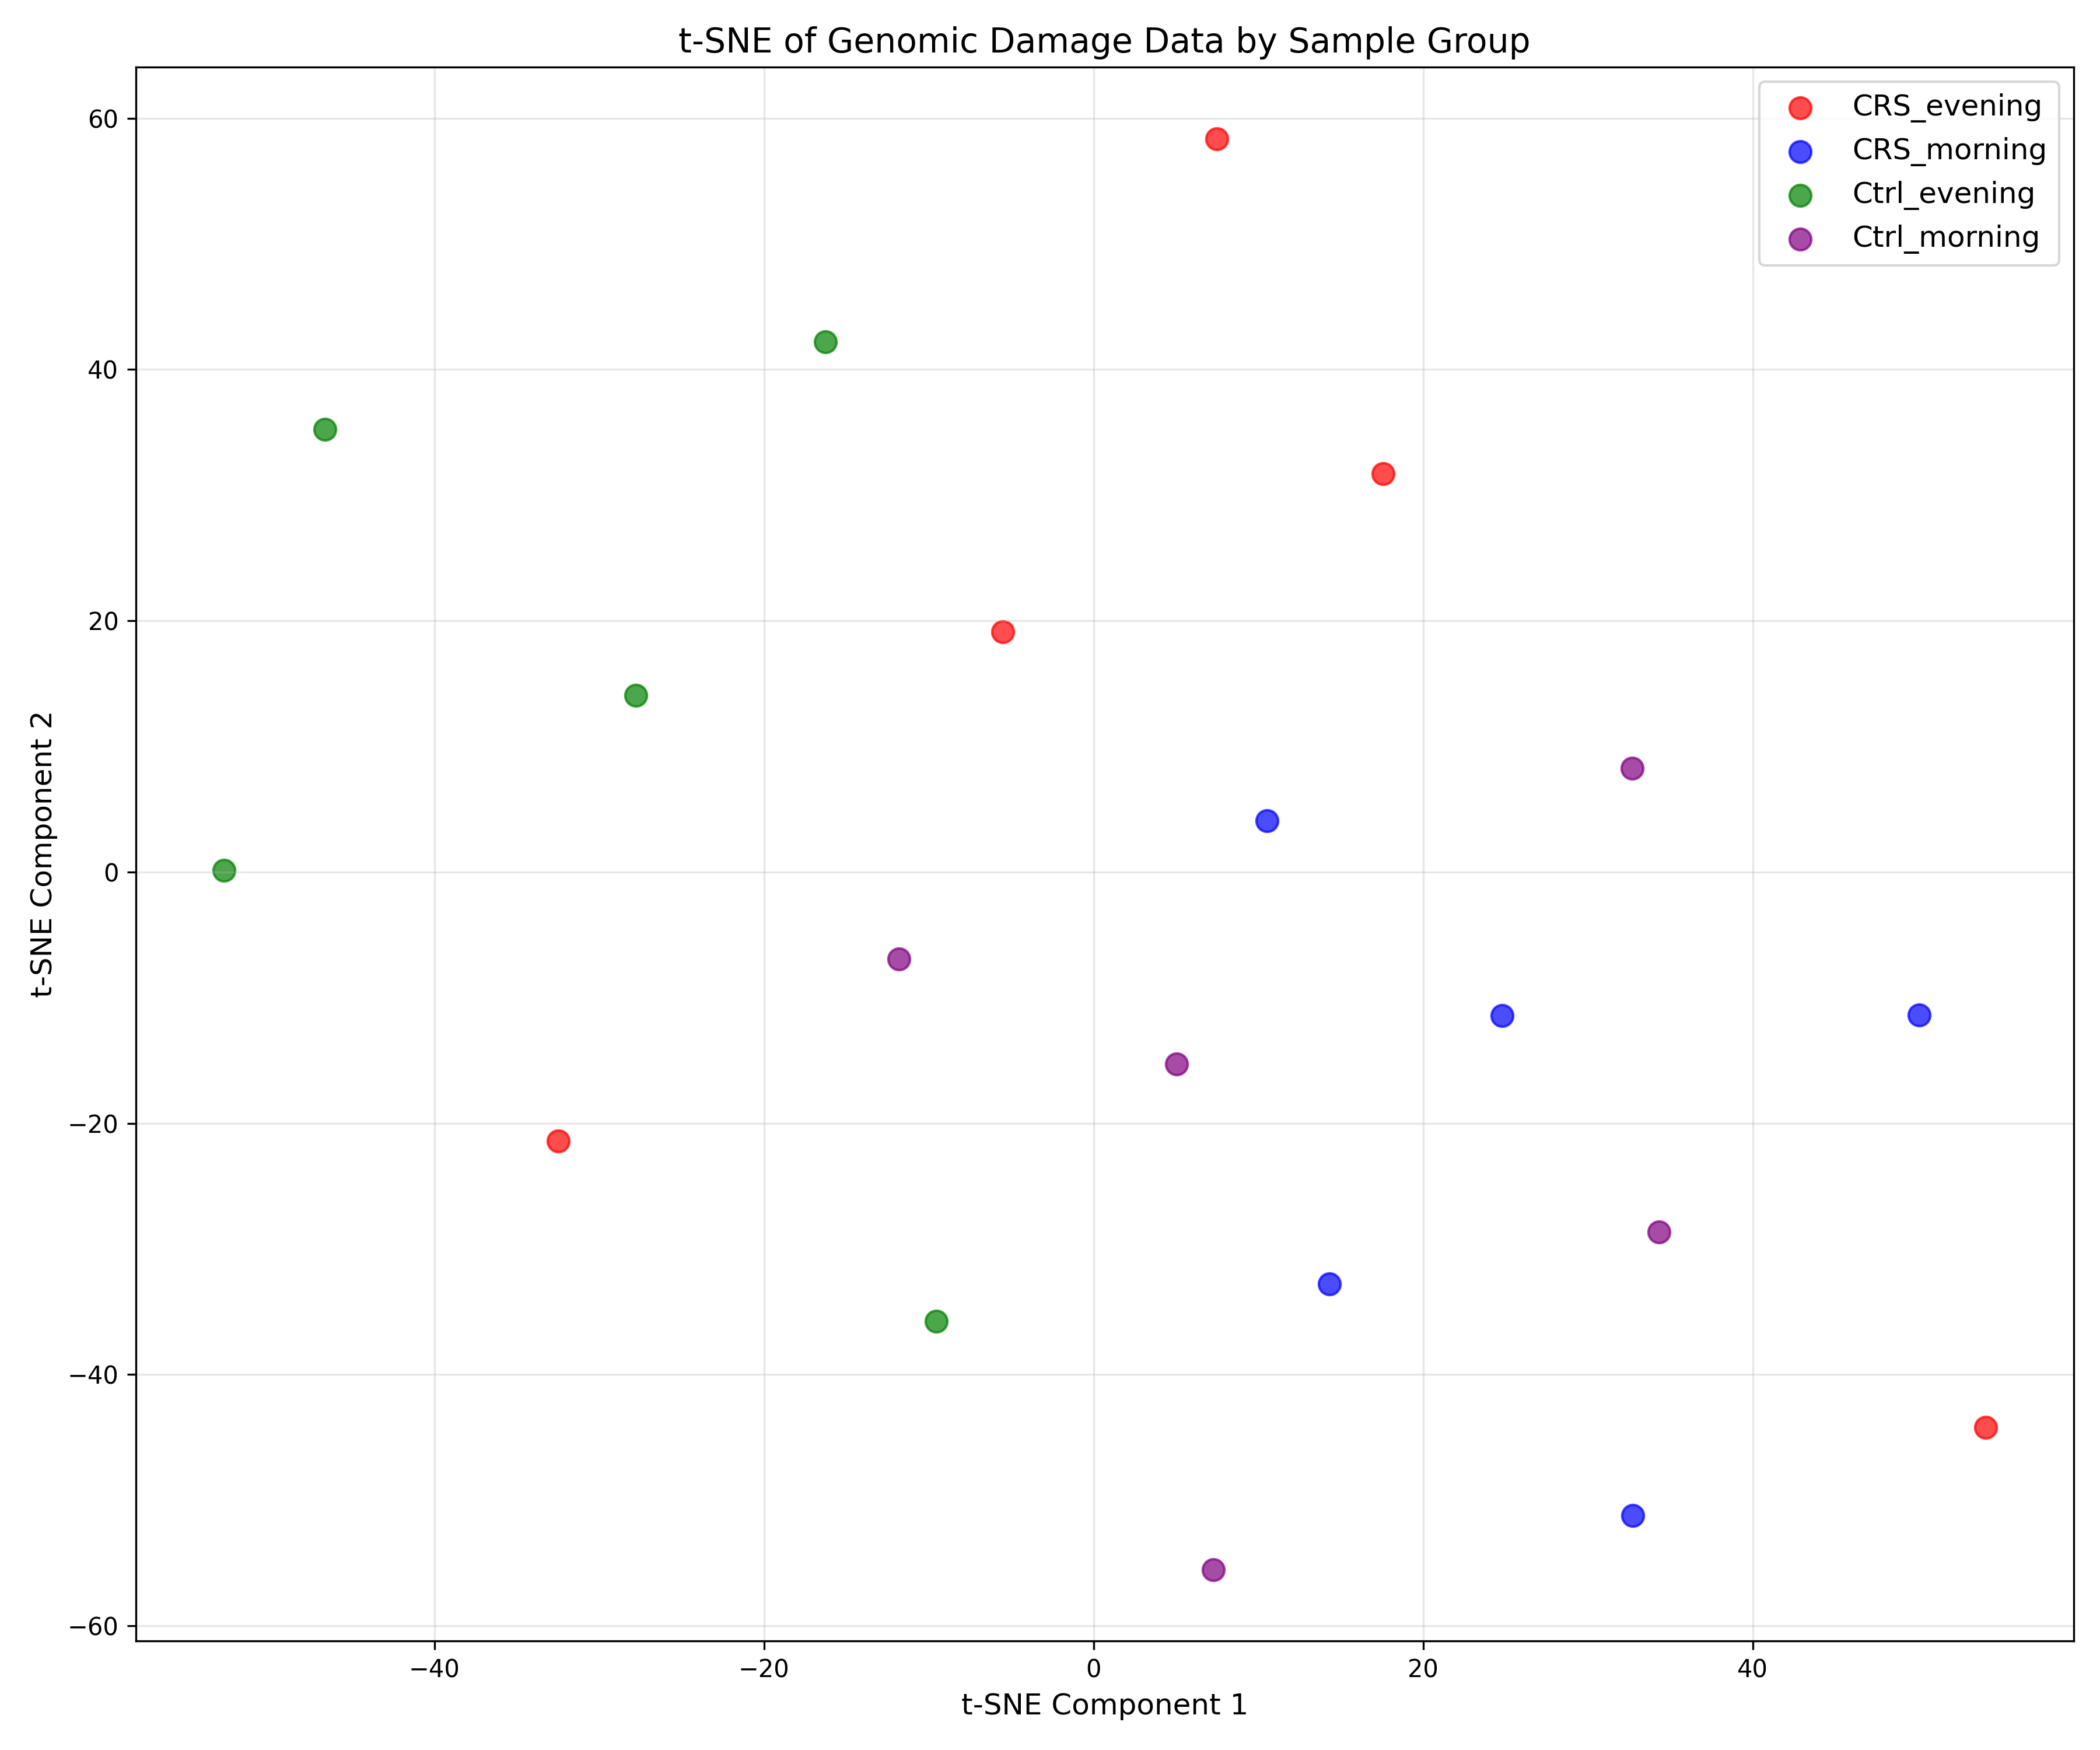 t-SNE of Genomic Damage Data by Sample Group
CRS_evening
CRS_morning
Ctrl_evening
Ctrl_morning
t-SNE Component 2
60
40
20
0
−20
−40
−60
−40
−20
0
20
40
t-SNE Component 1